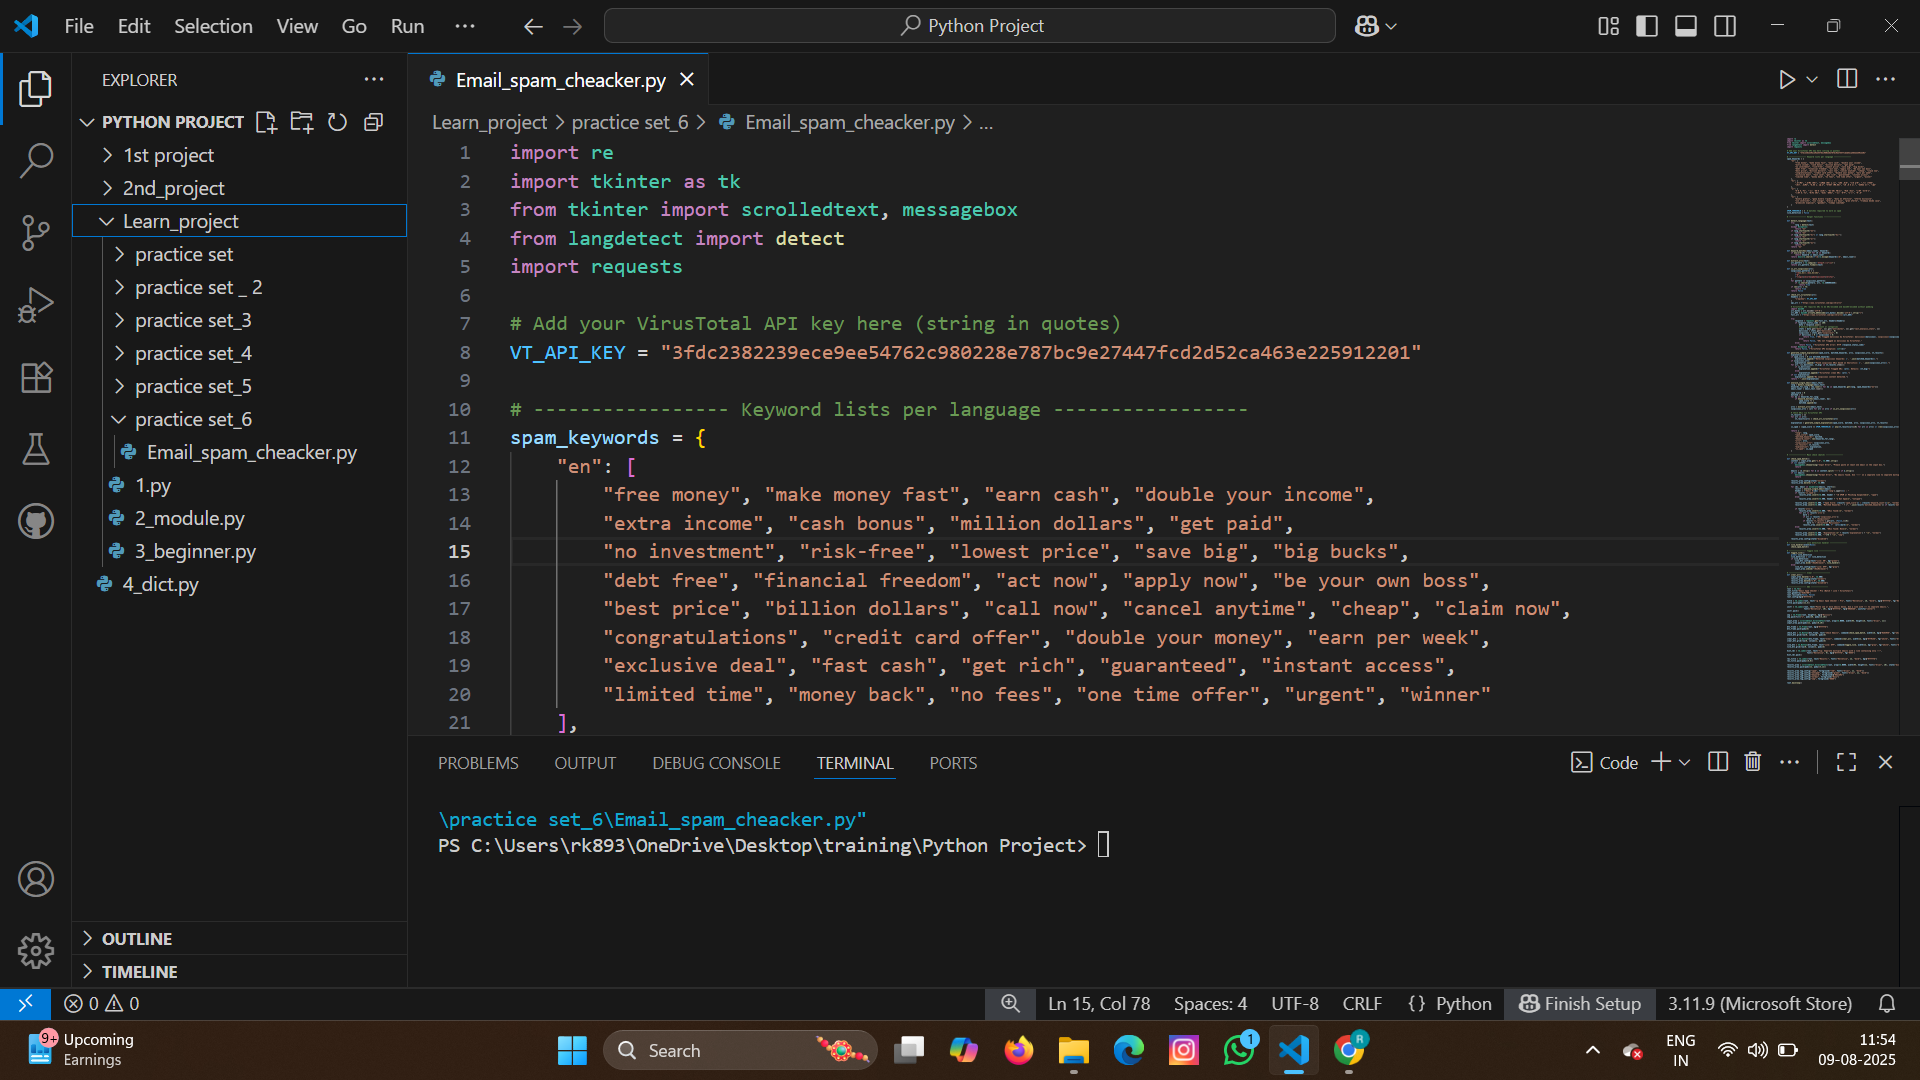 File Edit Selection View Go Run ... Python Project
EXPLORER
PYTHON PROJECT
1st project
2nd_project
Learn_project
practice set
practice set _ 2
practice set_3
practice set_4
practice set_5
practice set_6
Email_spam_cheacker.py
1.py
2_module.py
3_beginner.py
4_dict.py
OUTLINE
TIMELINE
Email_spam_cheacker.py
Learn_project > practice set_6 > Email_spam_cheacker.py > ...
1 import re
2 import tkinter as tk
3 from tkinter import scrolledtext, messagebox
4 from langdetect import detect
5 import requests
6
7 # Add your VirusTotal API key here (string in quotes)
8 VT_API_KEY = "3fdc2382239ece9ee54762c980228e787bc9e27447fcd2d52ca463e225912201"
9
10 # ----------------- Keyword lists per language -----------------
11 spam_keywords = {
12 "en": [
13 "free money", "make money fast", "earn cash", "double your income",
14 "extra income", "cash bonus", "million dollars", "get paid",
15 "no investment", "risk-free", "lowest price", "save big", "big bucks",
16 "debt free", "financial freedom", "act now", "apply now", "be your own boss",
17 "best price", "billion dollars", "call now", "cancel anytime", "cheap", "claim now",
18 "congratulations", "credit card offer", "double your money", "earn per week",
19 "exclusive deal", "fast cash", "get rich", "guaranteed", "instant access",
20 "limited time", "money back", "no fees", "one time offer", "urgent", "winner"
21 ],
PROBLEMS OUTPUT DEBUG CONSOLE TERMINAL PORTS Code
\practice set_6\Email_spam_cheacker.py"
PS C:\Users\rk893\OneDrive\Desktop\training\Python Project>
0 0 Ln 15, Col 78 Spaces: 4 UTF-8 CRLF {} Python Finish Setup 3.11.9 (Microsoft Store)
9+ Upcoming
Earnings
Search
1
R
ENG
IN
11:54
09-08-2025